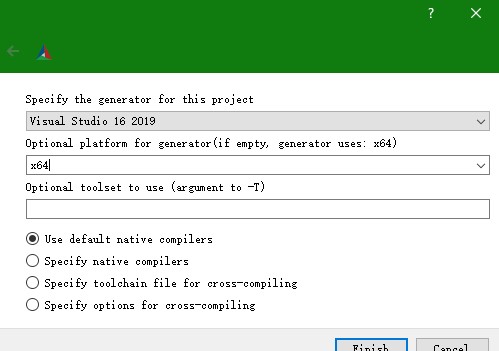 ?
Specify the generator for this project
Visual Studio 16 2019
Optional platform for generator(if empty, generator uses: x64)
x64
Optional toolset to use (argument to -T)
Use default native compilers
Specify native compilers
Specify toolchain file for cross-compiling
Specify options for cross-compiling
Finish Cancel